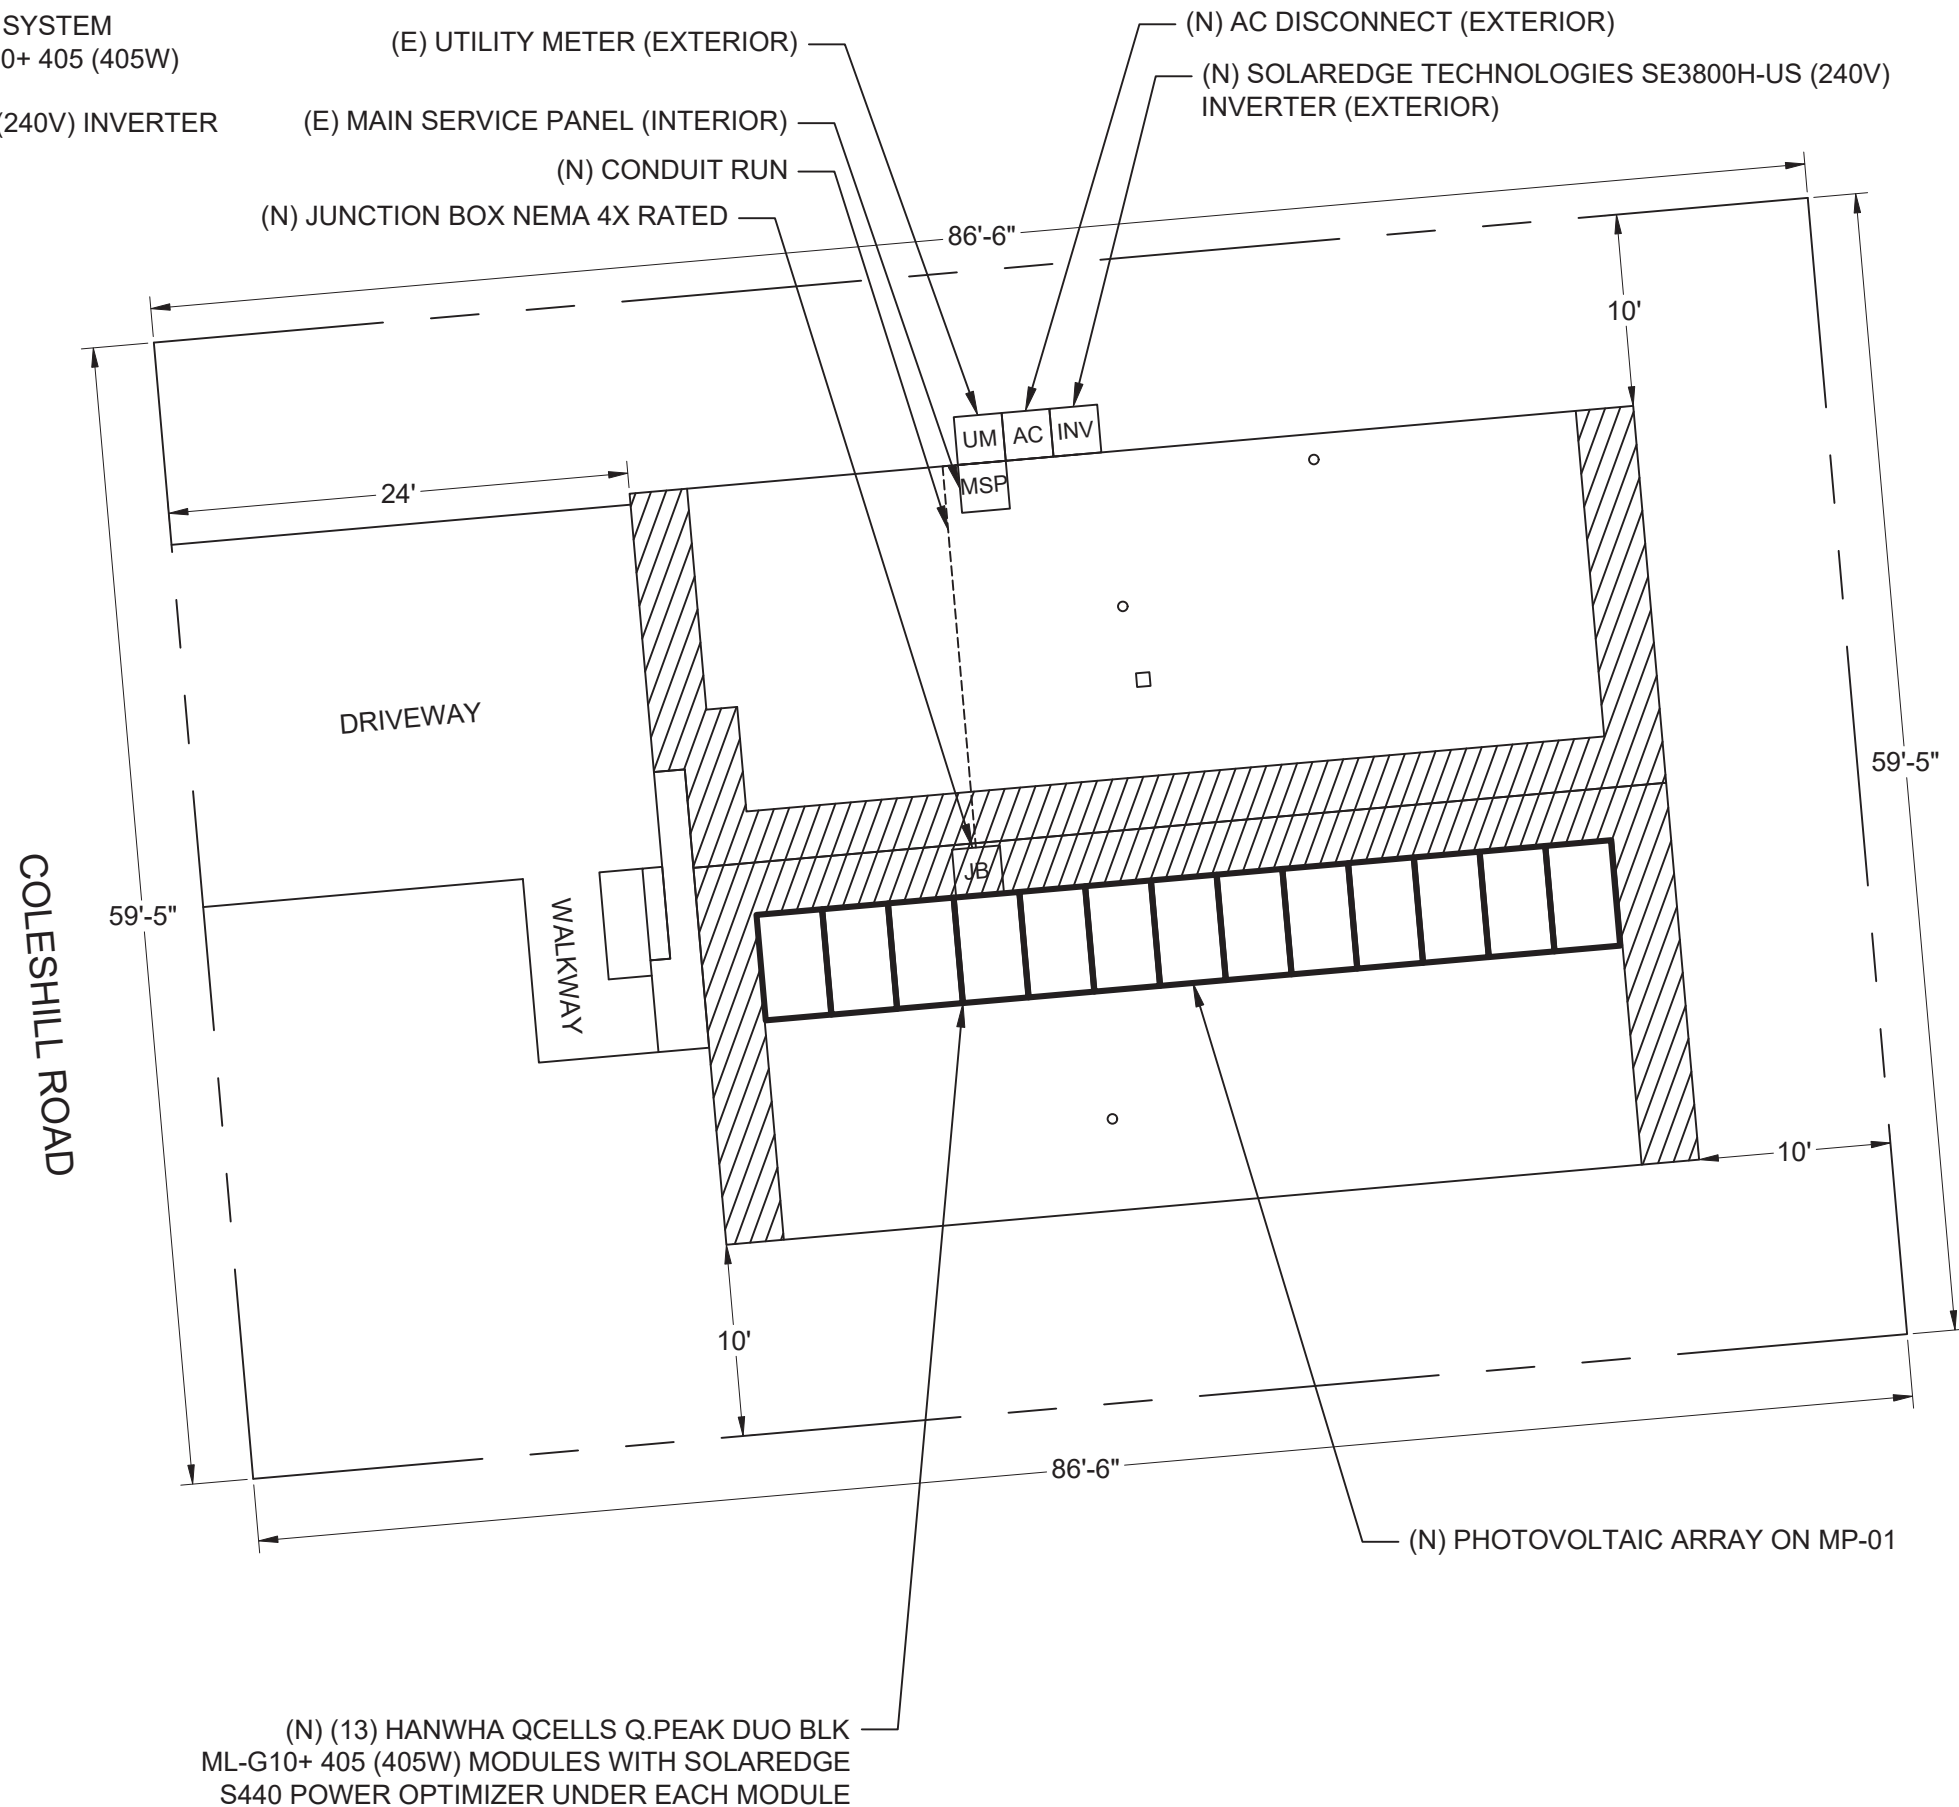 SYSTEM
0+ 405 (405W)
(240V) INVERTER
(E) UTILITY METER (EXTERIOR)
(E) MAIN SERVICE PANEL (INTERIOR)
(N) CONDUIT RUN
(N) JUNCTION BOX NEMA 4X RATED
(N) AC DISCONNECT (EXTERIOR)
(N) SOLAREDGE TECHNOLOGIES SE3800H-US (240V)
INVERTER (EXTERIOR)
86'-6"
10'
UM
AC
INV
MSP
24'
DRIVEWAY
59'-5"
COLESHILL ROAD
59'-5"
WALKWAY
JB
10'
10'
86'-6"
(N) PHOTOVOLTAIC ARRAY ON MP-01
(N) (13) HANWHA QCELLS Q.PEAK DUO BLK
ML-G10+ 405 (405W) MODULES WITH SOLAREDGE
S440 POWER OPTIMIZER UNDER EACH MODULE